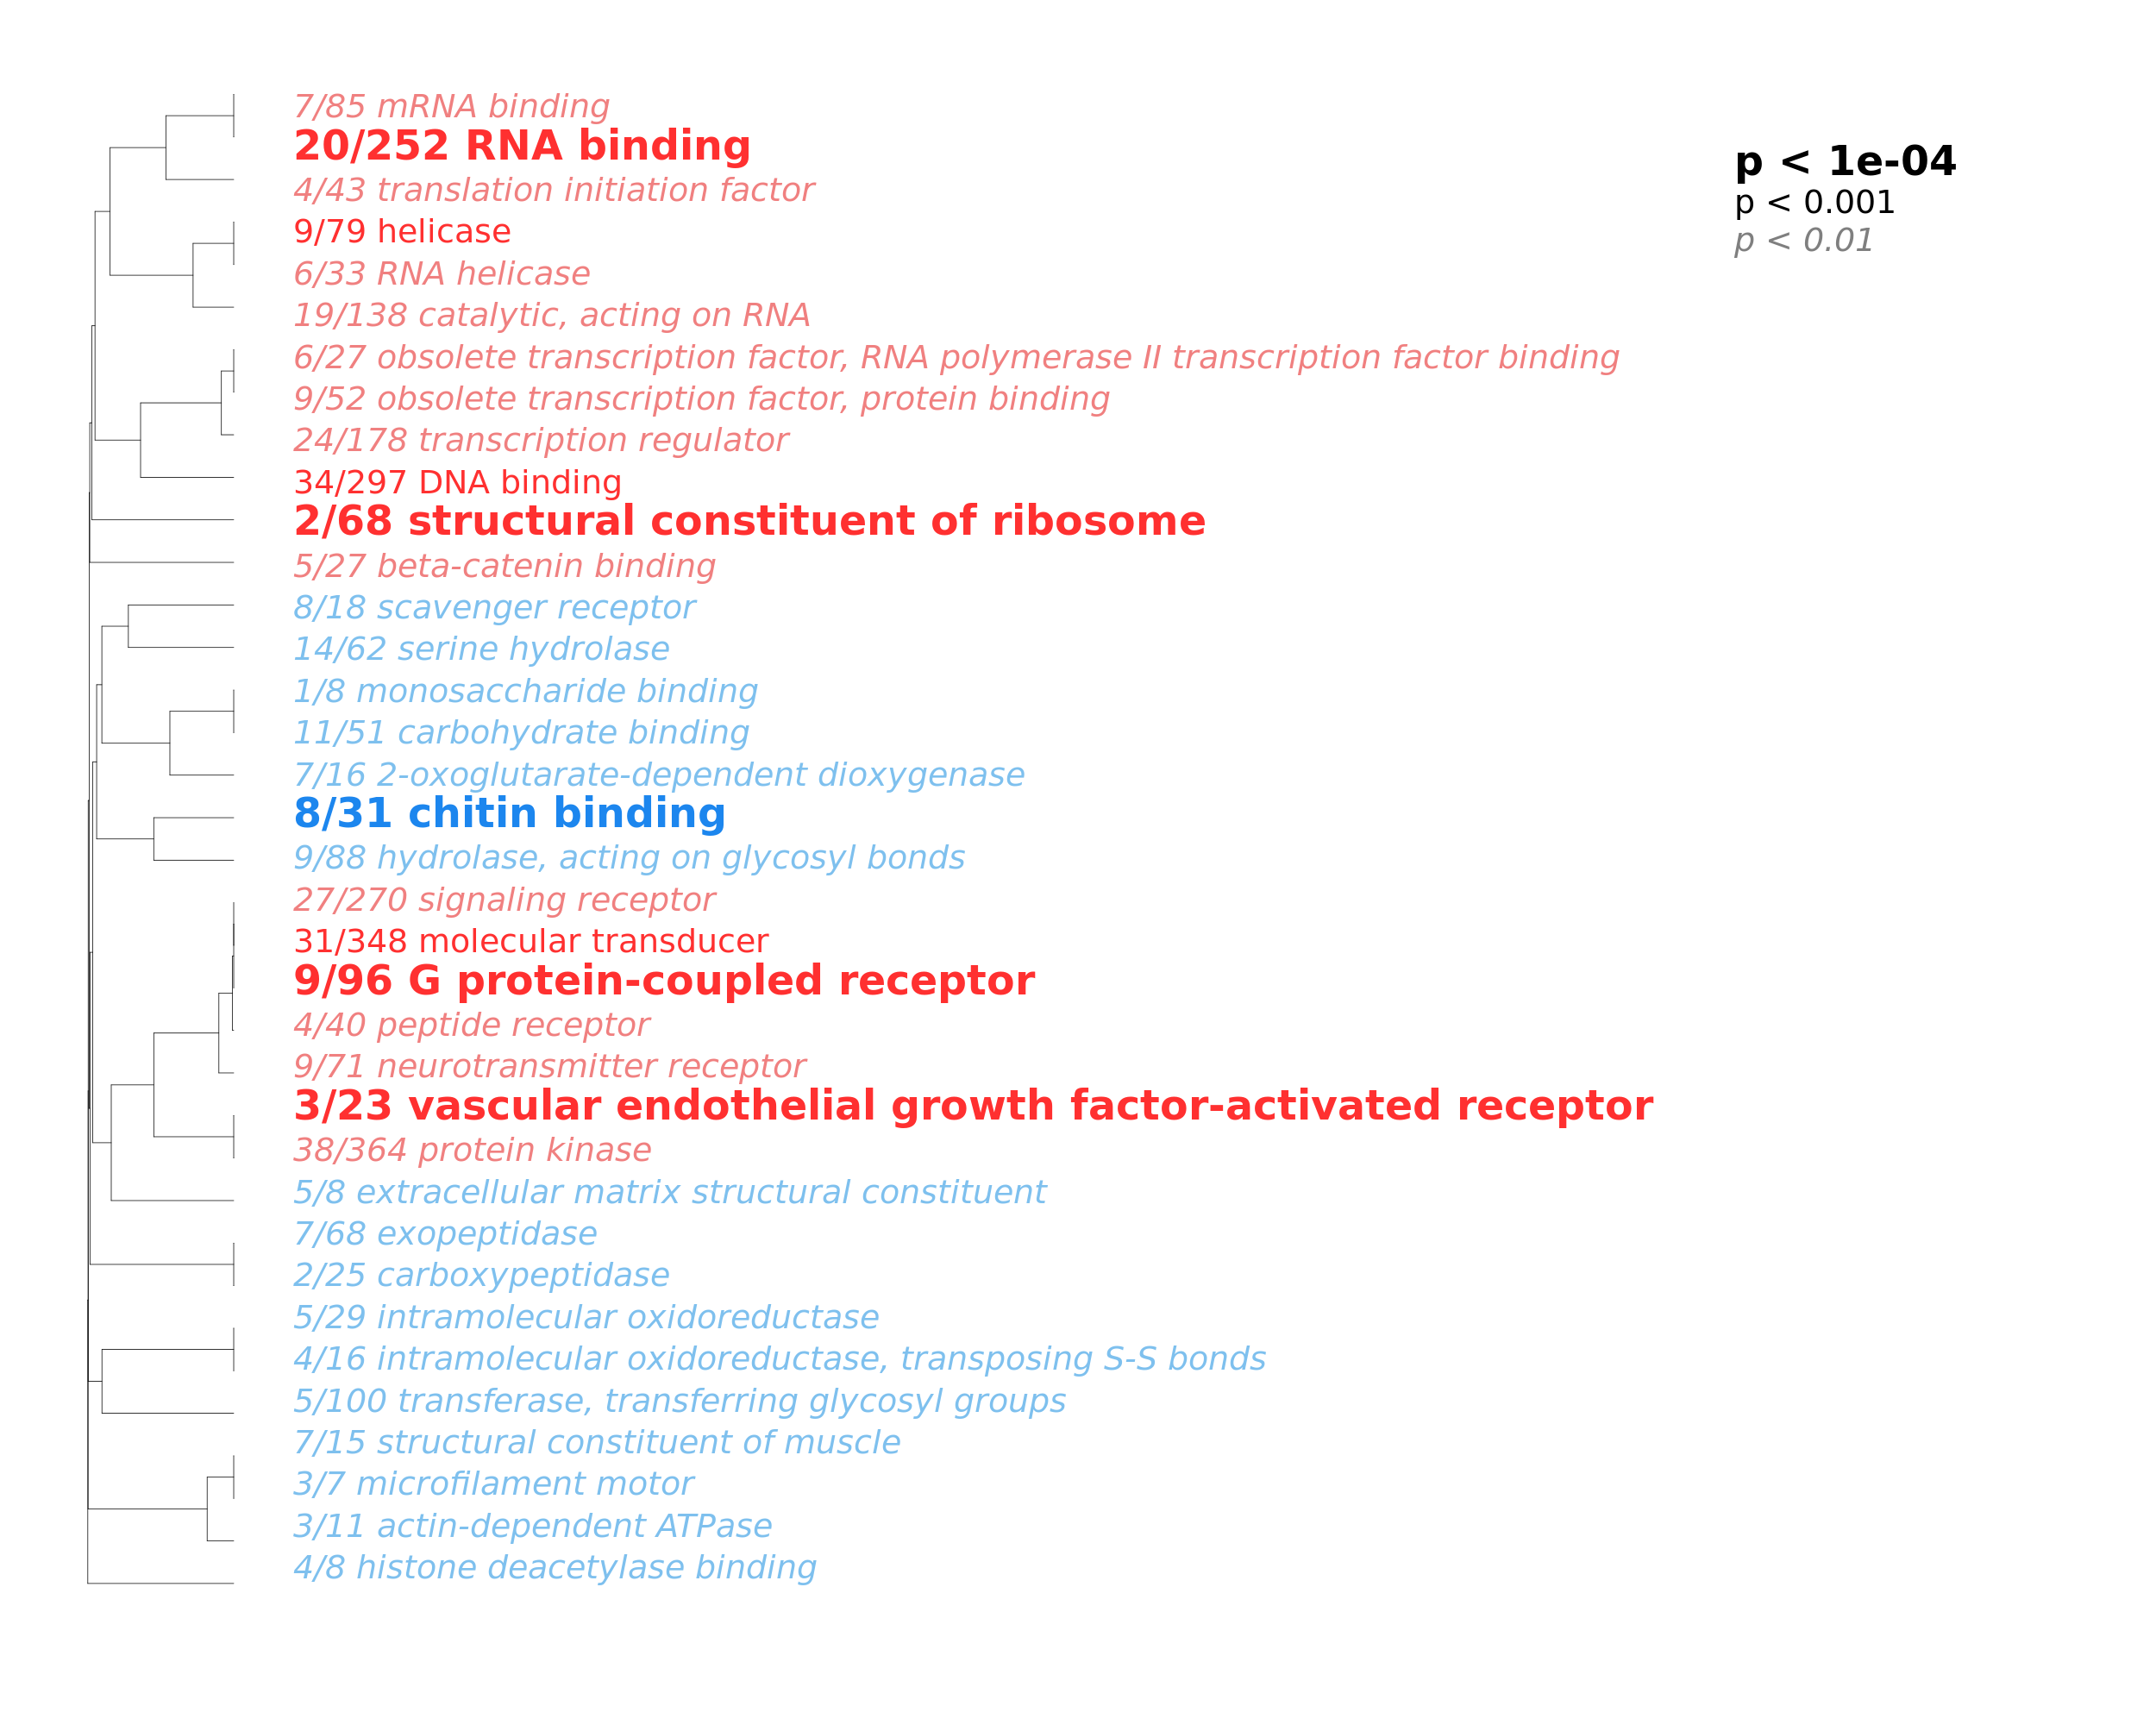 7/85 mRNA binding
20/252 RNA binding
4/43 translation initiation factor
9/79 helicase
6/33 RNA helicase
19/138 catalytic, acting on RNA
6/27 obsolete transcription factor, RNA polymerase II transcription factor binding
9/52 obsolete transcription factor, protein binding
24/178 transcription regulator
34/297 DNA binding
2/68 structural constituent of ribosome
5/27 beta-catenin binding
8/18 scavenger receptor
14/62 serine hydrolase
1/8 monosaccharide binding
11/51 carbohydrate binding
7/16 2-oxoglutarate-dependent dioxygenase
8/31 chitin binding
9/88 hydrolase, acting on glycosyl bonds
27/270 signaling receptor
31/348 molecular transducer
9/96 G protein-coupled receptor
4/40 peptide receptor
9/71 neurotransmitter receptor
3/23 vascular endothelial growth factor-activated receptor
38/364 protein kinase
5/8 extracellular matrix structural constituent
7/68 exopeptidase
2/25 carboxypeptidase
5/29 intramolecular oxidoreductase
4/16 intramolecular oxidoreductase, transposing S-S bonds
5/100 transferase, transferring glycosyl groups
7/15 structural constituent of muscle
3/7 microfilament motor
3/11 actin-dependent ATPase
4/8 histone deacetylase binding
p < 1e-04
p < 0.001
p < 0.01